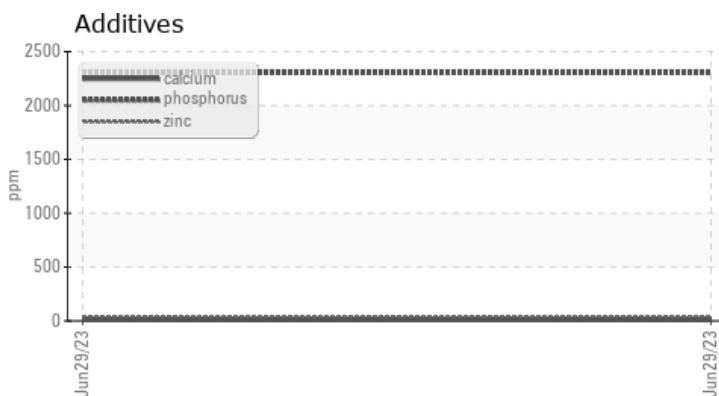 Additives
2500
2000
1500
1000
500
0
ppm
calcium
phosphorus
zinc
Jun29/23
Jun29/23